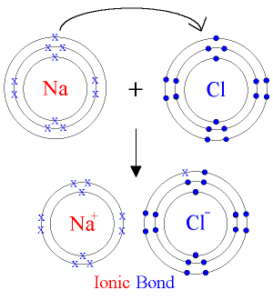 Na + Cl
Na+ Cl-
Ionic Bond